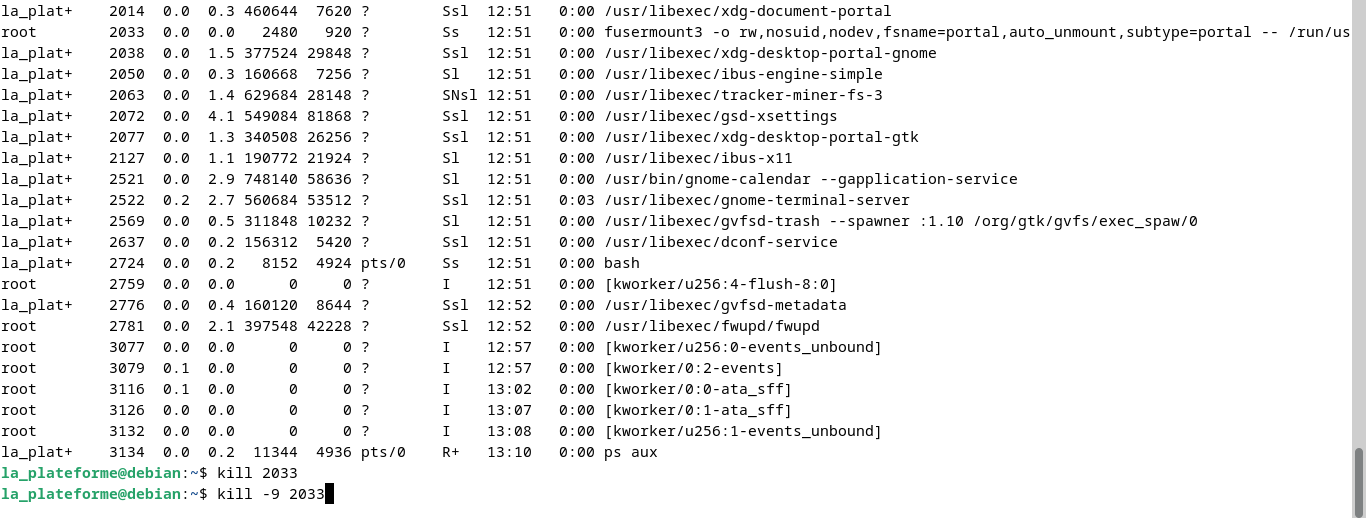 la_plat+    2014  0.0  0.3 460644  7620 ?        Ssl  12:51   0:00 /usr/libexec/xdg-document-portal
root        2033  0.0  0.0   2480   920 ?        Ss   12:51   0:00 fusermount3 -o rw,nosuid,nodev,fsname=portal,auto_unmount,subtype=portal -- /run/us
la_plat+    2038  0.0  1.5 377524 29848 ?        Ssl  12:51   0:00 /usr/libexec/xdg-desktop-portal-gnome
la_plat+    2050  0.0  0.3 160668  7256 ?        Sl   12:51   0:00 /usr/libexec/ibus-engine-simple
la_plat+    2063  0.0  1.4 629684 28148 ?        SNsl 12:51   0:00 /usr/libexec/tracker-miner-fs-3
la_plat+    2072  0.0  4.1 549084 81868 ?        Ssl  12:51   0:00 /usr/libexec/gsd-xsettings
la_plat+    2077  0.0  1.3 340508 26256 ?        Ssl  12:51   0:00 /usr/libexec/xdg-desktop-portal-gtk
la_plat+    2127  0.0  1.1 190772 21924 ?        Sl   12:51   0:00 /usr/libexec/ibus-x11
la_plat+    2521  0.0  2.9 748140 58636 ?        Sl   12:51   0:00 /usr/bin/gnome-calendar --gapplication-service
la_plat+    2522  0.2  2.7 560684 53512 ?        Ssl  12:51   0:03 /usr/libexec/gnome-terminal-server
la_plat+    2569  0.0  0.5 311848 10232 ?        Sl   12:51   0:00 /usr/libexec/gvfsd-trash --spawner :1.10 /org/gtk/gvfs/exec_spaw/0
la_plat+    2637  0.0  0.2 156312  5420 ?        Ssl  12:51   0:00 /usr/libexec/dconf-service
la_plat+    2724  0.0  0.2   8152  4924 pts/0    Ss   12:51   0:00 bash
root        2759  0.0  0.0      0     0 ?        I    12:51   0:00 [kworker/u256:4-flush-8:0]
la_plat+    2776  0.0  0.4 160120  8644 ?        Ssl  12:52   0:00 /usr/libexec/gvfsd-metadata
root        2781  0.0  2.1 397548 42228 ?        Ssl  12:52   0:00 /usr/libexec/fwupd/fwupd
root        3077  0.0  0.0      0     0 ?        I    12:57   0:00 [kworker/u256:0-events_unbound]
root        3079  0.1  0.0      0     0 ?        I    12:57   0:00 [kworker/0:2-events]
root        3116  0.1  0.0      0     0 ?        I    13:02   0:00 [kworker/0:0-ata_sff]
root        3126  0.0  0.0      0     0 ?        I    13:07   0:00 [kworker/0:1-ata_sff]
root        3132  0.0  0.0      0     0 ?        I    13:08   0:00 [kworker/u256:1-events_unbound]
la_plat+    3134  0.0  0.2  11344  4936 pts/0    R+   13:10   0:00 ps aux
la_plateforme@debian:~$ kill 2033
la_plateforme@debian:~$ kill -9 2033